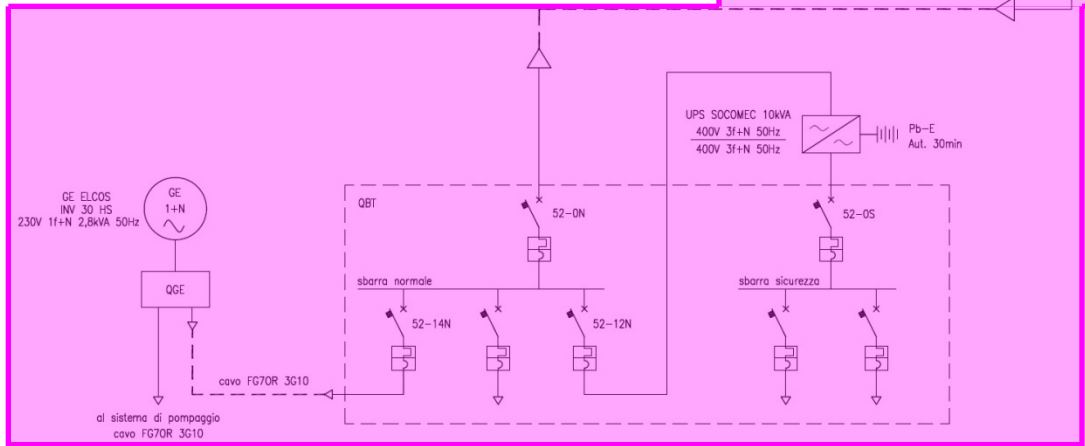 UPS SOCOMEC 10kVA
400V 3f+N 50Hz
400V 3f+N 50Hz
Pb-E
Aut. 30min
GE ELCOS
INV 30 HS
230V 1f+N 2,8kVA 50Hz
GE
1+N
QGE
QBT
52-0N
52-0S
sbarra normale
sbarra sicurezza
52-14N
52-12N
cavo FG7OR 3G10
al sistema di pompaggio
cavo FG7OR 3G10